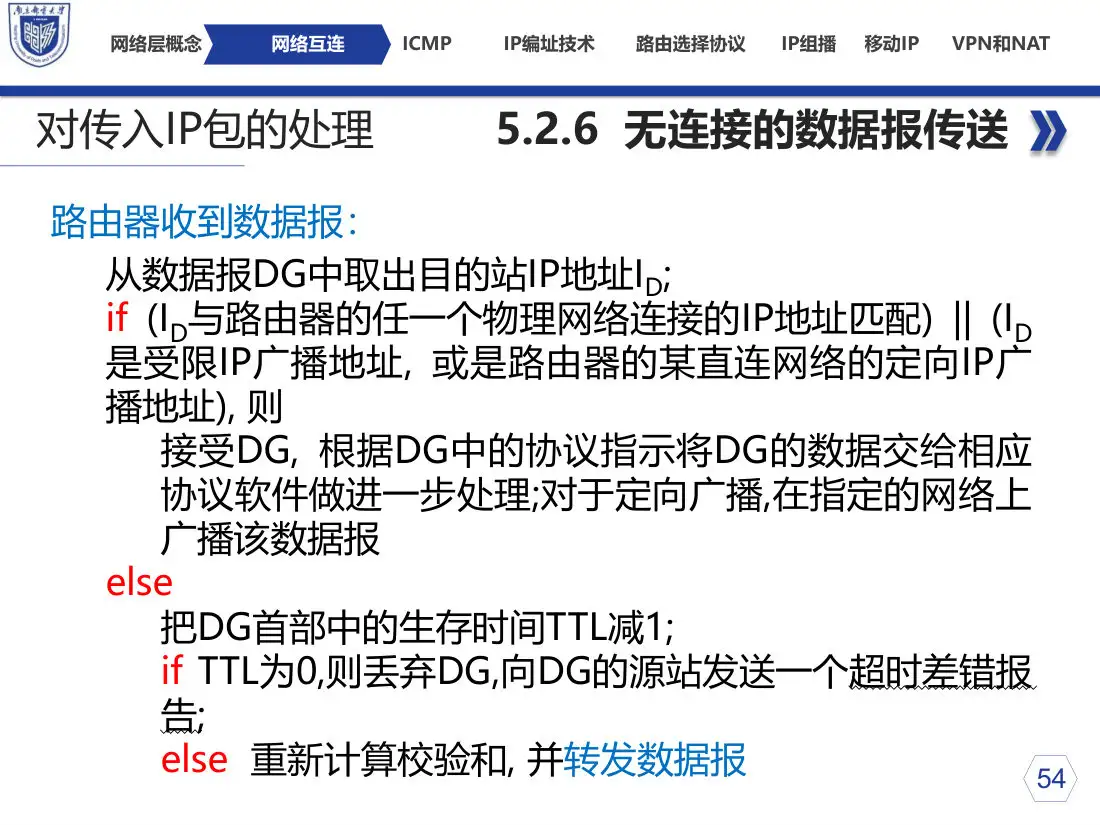 网络层概念 网络互连 ICMP IP编址技术 路由选择协议 IP组播 移动IP VPN和NAT
对传入IP包的处理 5.2.6 无连接的数据报传送
路由器收到数据报：
从数据报DG中取出目的站IP地址ID;
if (ID与路由器的任一个物理网络连接的IP地址匹配) || (ID
是受限IP广播地址, 或是路由器的某直连网络的定向IP广
播地址), 则
接受DG, 根据DG中的协议指示将DG的数据交给相应
协议软件做进一步处理;对于定向广播,在指定的网络上
广播该数据报
else
把DG首部中的生存时间TTL减1;
if TTL为0,则丢弃DG,向DG的源站发送一个超时差错报
告;
else 重新计算校验和, 并转发数据报
54